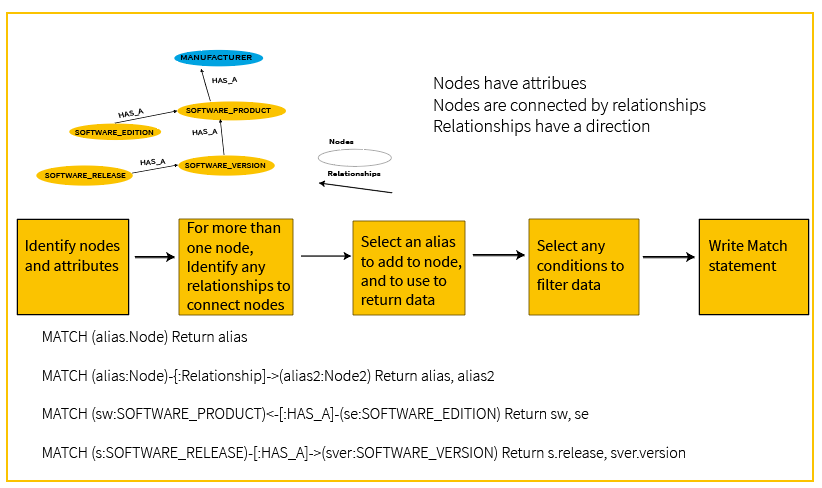 MANUFACTURER
HAS_A
SOFTWARE_PRODUCT
HAS_A
SOFTWARE_EDITION
HAS_A
HAS_A
SOFTWARE_VERSION
SOFTWARE_RELEASE
Nodes have attribues
Nodes are connected by relationships
Relationships have a direction
Nodes
Relationships
Identify nodes
and attributes
For more than
one node,
Identify any
relationships to
connect nodes
Select an alias
to add to node,
and to use to
return data
Select any
conditions to
filter data
Write Match
statement
MATCH (alias.Node) Return alias
MATCH (alias:Node)-{:Relationship]->(alias2:Node2) Return alias, alias2
MATCH (sw:SOFTWARE_PRODUCT)<-[:HAS_A]-(se:SOFTWARE_EDITION) Return sw, se
MATCH (s:SOFTWARE_RELEASE)-[:HAS_A]->(sver:SOFTWARE_VERSION) Return s.release, sver.version